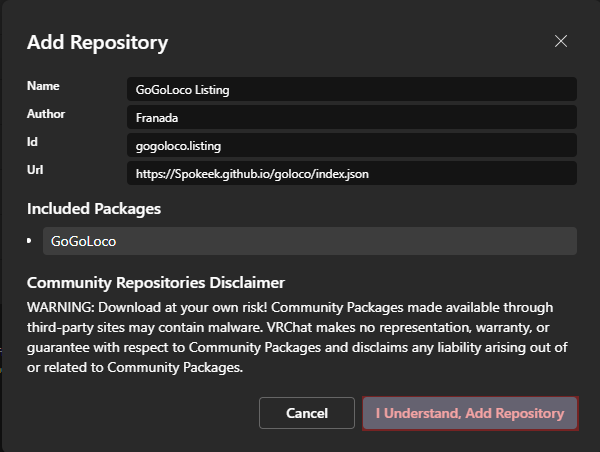 Add Repository
Name GoGoLoco Listing
Author Franada
Id gogoloco.listing
Url https://Spokeek.github.io/goloco/index.json
Included Packages
• GoGoLoco
Community Repositories Disclaimer
WARNING: Download at your own risk! Community Packages made available through
third-party sites may contain malware. VRChat makes no representation, warranty, or
guarantee with respect to Community Packages and disclaims any liability arising out of
or related to Community Packages.
Cancel I Understand, Add Repository